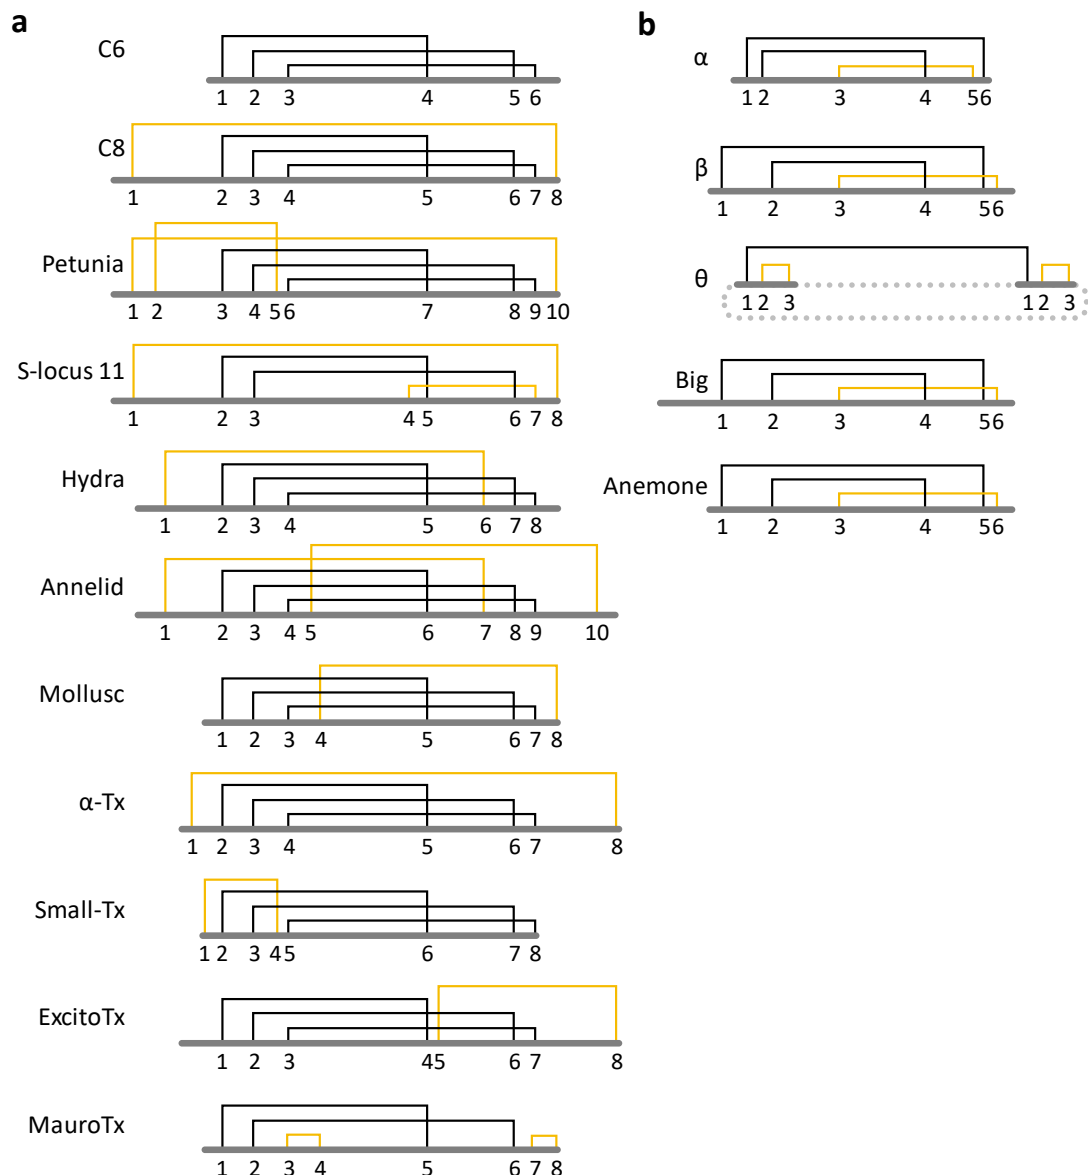 a
C6
1 2 3 4 5 6
C8
1 2 3 4 5 6 7 8
Petunia
1 2 3 4 5 6 7 8 9 10
S-locus 11
1 2 3 4 5 6 7 8
Hydra
1 2 3 4 5 6 7 8
Annelid
1 2 3 4 5 6 7 8 9 10
Mollusc
1 2 3 4 5 6 7 8
α-Tx
1 2 3 4 5 6 7 8
Small-Tx
1 2 3 4 5 6 7 8
ExcitoTx
1 2 3 4 5 6 7 8
MauroTx
1 2 3 4 5 6 7 8
b
α
1 2 3 4 5 6
β
1 2 3 4 5 6
θ
1 2 3 1 2 3
Big
1 2 3 4 5 6
Anemone
1 2 3 4 5 6